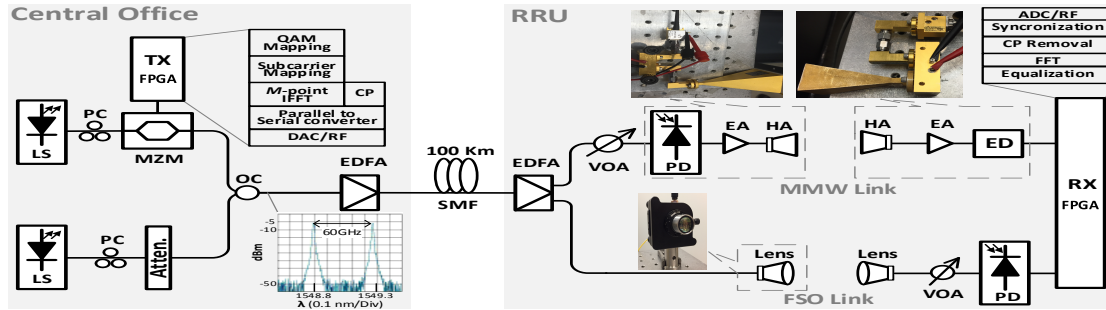 Central Office
TX
FPGA
QAM
Mapping
Subcarrier
Mapping
M-point
IFFT
CP
Parallel to
Serial converter
DAC/RF
LS
PC
MZM
OC
LS
PC
Atten.
EDFA
100 Km
SMF
-5
-10
-50
dBm
60GHz
1548.8
1549.3
λ (0.1 nm/Div)
RRU
EDFA
VOA
PD
EA
HA
HA
EA
ED
MMW Link
ADC/RF
Syncronization
CP Removal
FFT
Equalization
RX
FPGA
Lens
Lens
FSO Link
VOA
PD